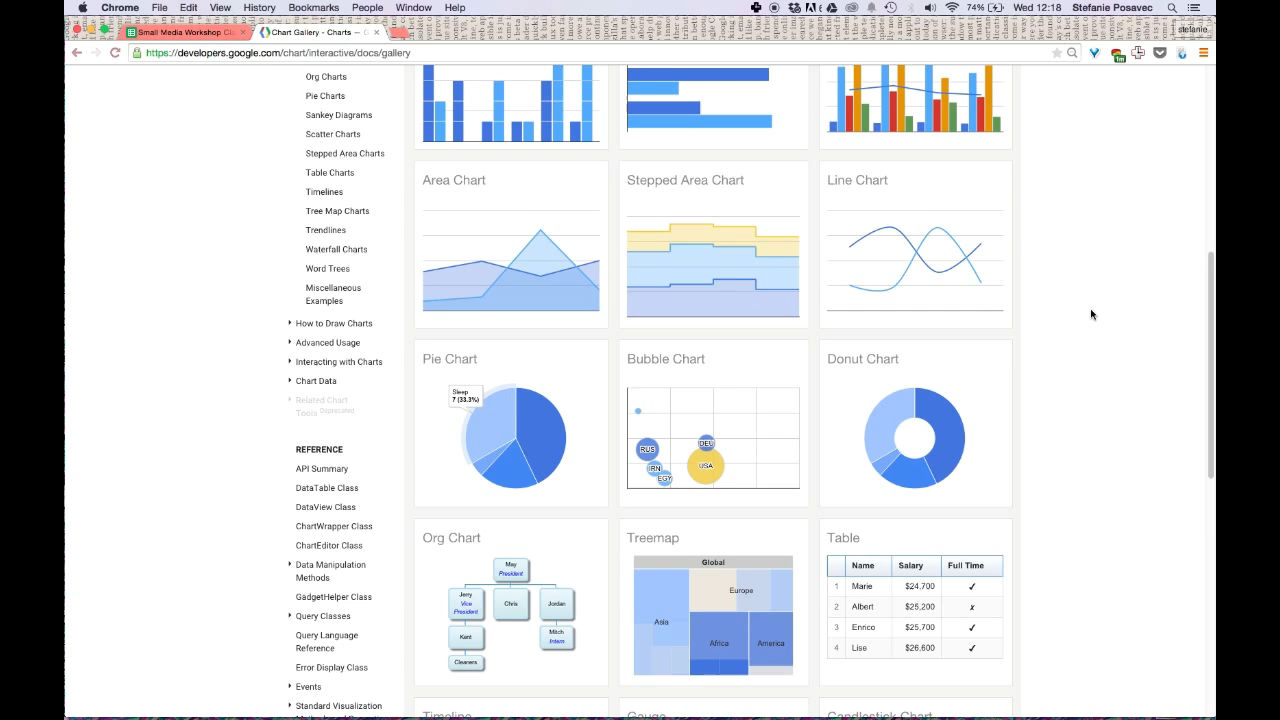 Chrome File Edit View History Bookmarks People Window Help 74% Wed 12:18 Stefanie Posavec
Small Media Workshop
Chart Gallery - Charts —
stefanie
https://developers.google.com/chart/interactive/docs/gallery
Org Charts
Pie Charts
Sankey Diagrams
Scatter Charts
Stepped Area Charts
Table Charts
Timelines
Tree Map Charts
Trendlines
Waterfall Charts
Word Trees
Miscellaneous
Examples
How to Draw Charts
Advanced Usage
Interacting with Charts
Chart Data
Related Chart
Tools Deprecated
REFERENCE
API Summary
DataTable Class
DataView Class
ChartWrapper Class
ChartEditor Class
Data Manipulation
Methods
GadgetHelper Class
Query Classes
Query Language
Reference
Error Display Class
Events
Standard Visualization
Area Chart
Stepped Area Chart
Line Chart
Pie Chart
Sleep
7 (33.3%)
Bubble Chart
RUS
DEU
IRN
USA
EGY
Donut Chart
Org Chart
May
President
Jerry
Vice
President
Chris
Jordan
Kent
Mitch
Intern
Cleaners
Treemap
Global
Europe
Asia
Africa
America
Table
Name Salary Full Time
1 Marie $24,700 ✓
2 Albert $25,200 x
3 Enrico $25,700 ✓
4 Lise $26,600 ✓
Timeline
Gauge
Candlestick Chart